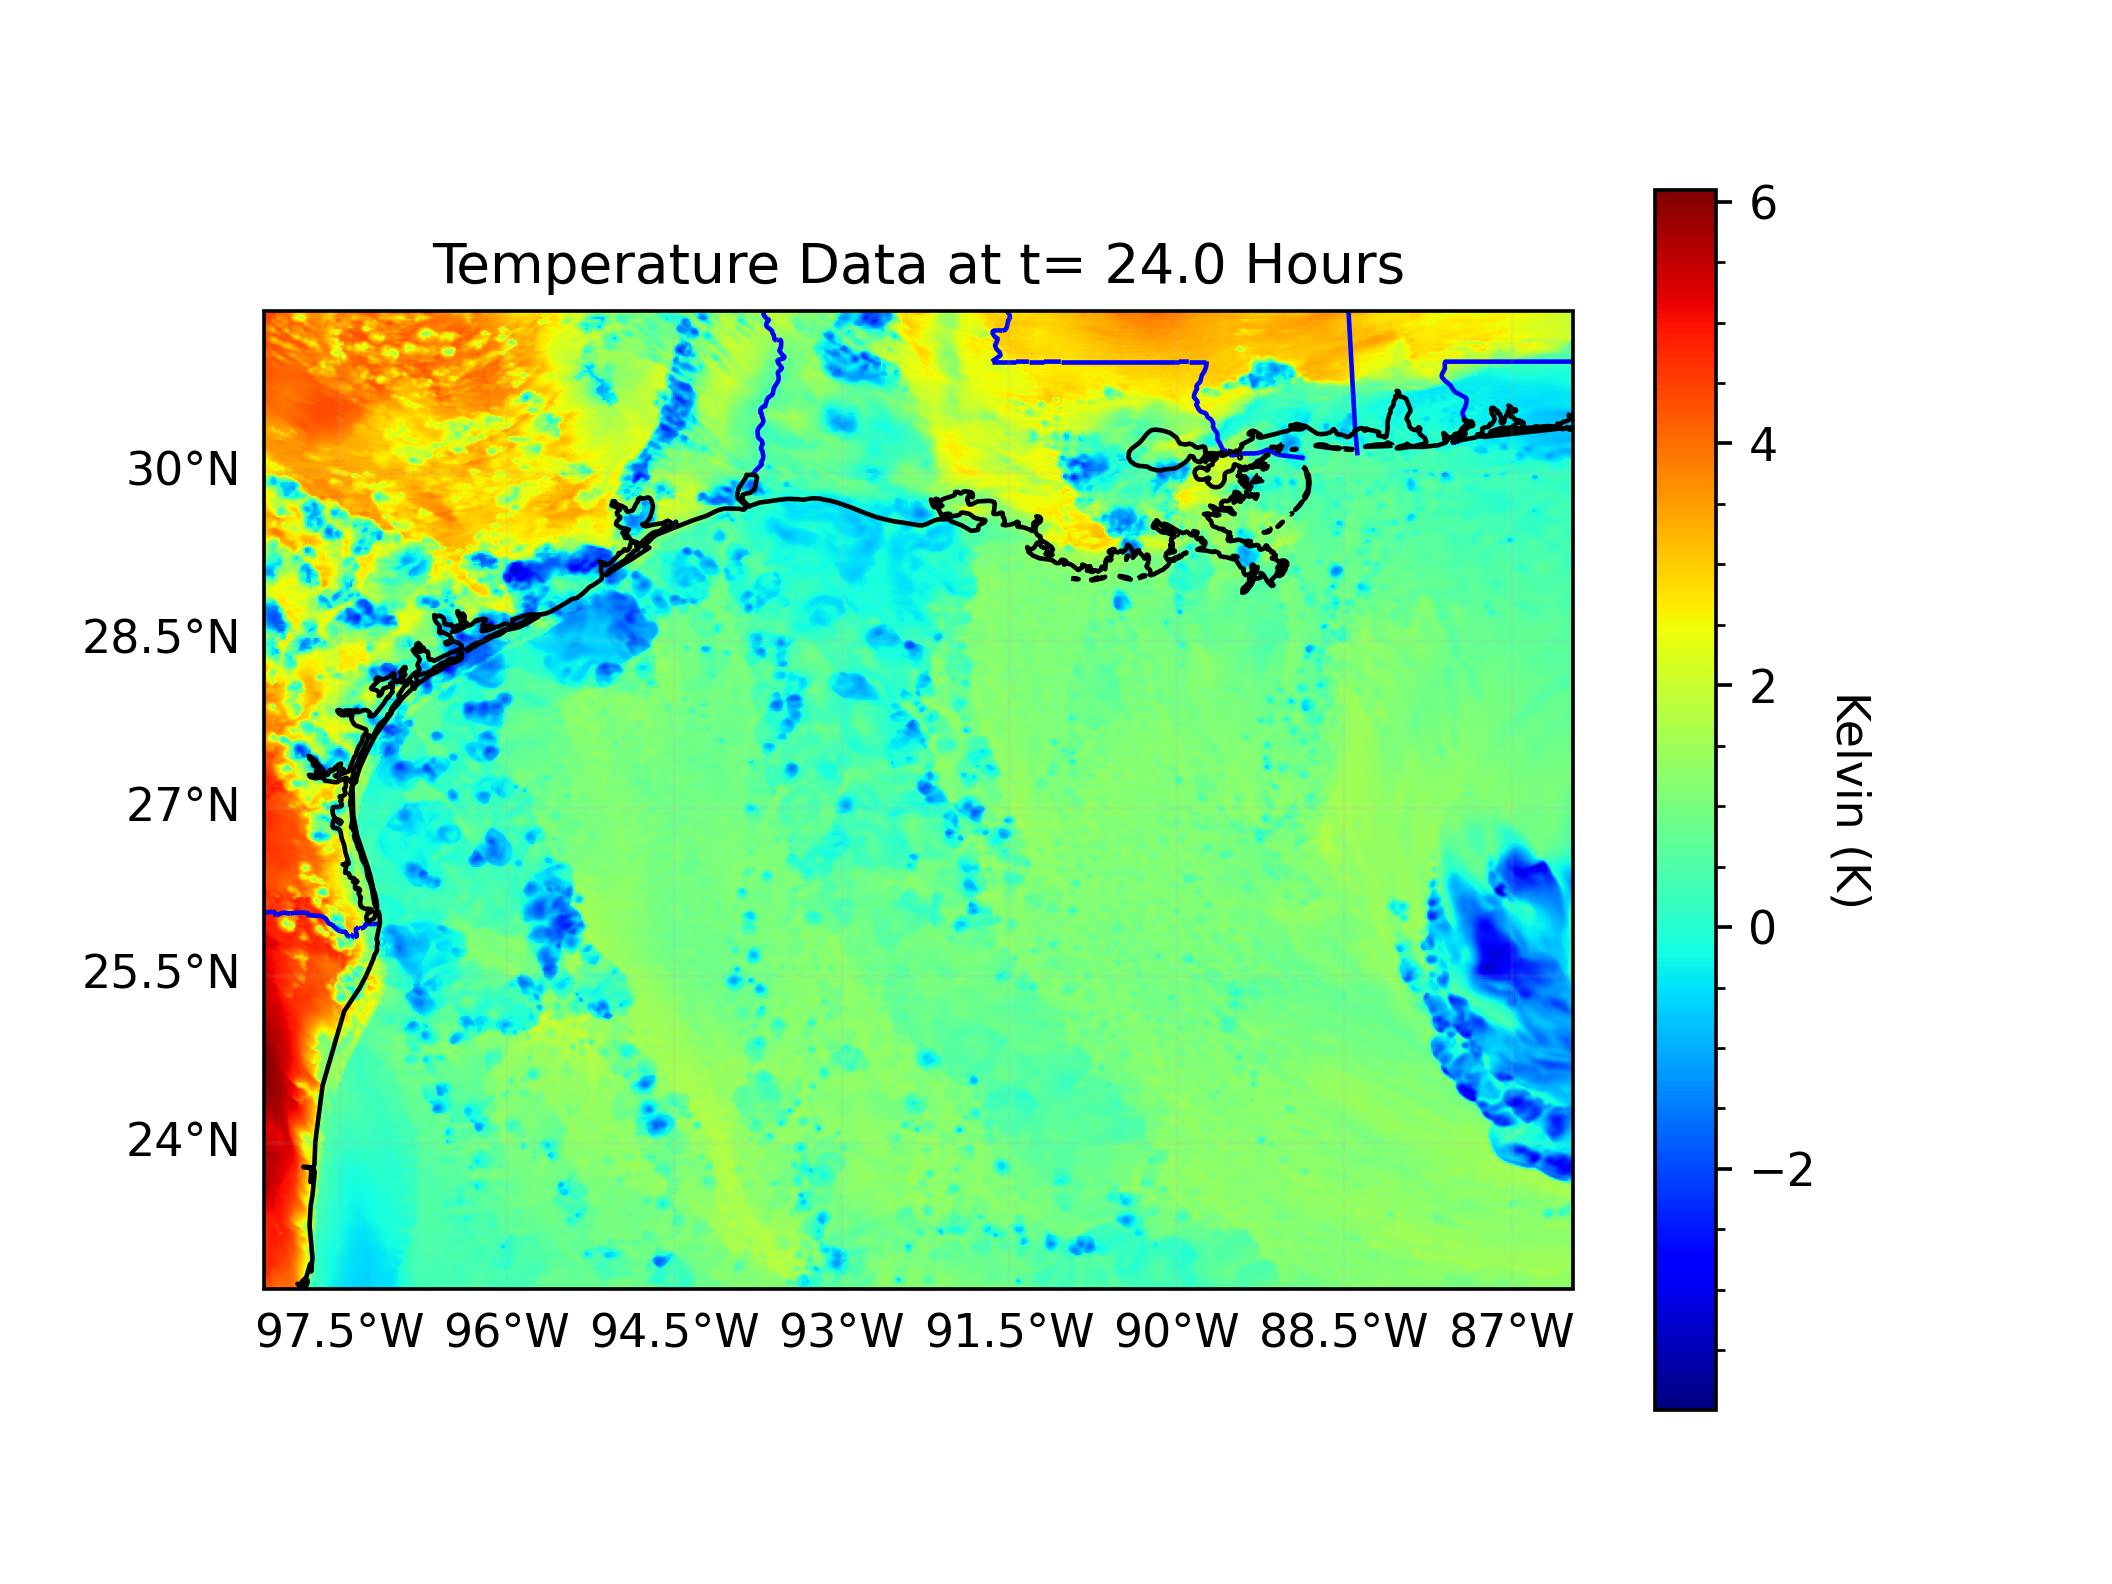 Temperature Data at t= 24.0 Hours
30°N
28.5°N
27°N
25.5°N
24°N
97.5°W 96°W 94.5°W 93°W 91.5°W 90°W 88.5°W 87°W
6
4
2
0
−2
Kelvin (K)